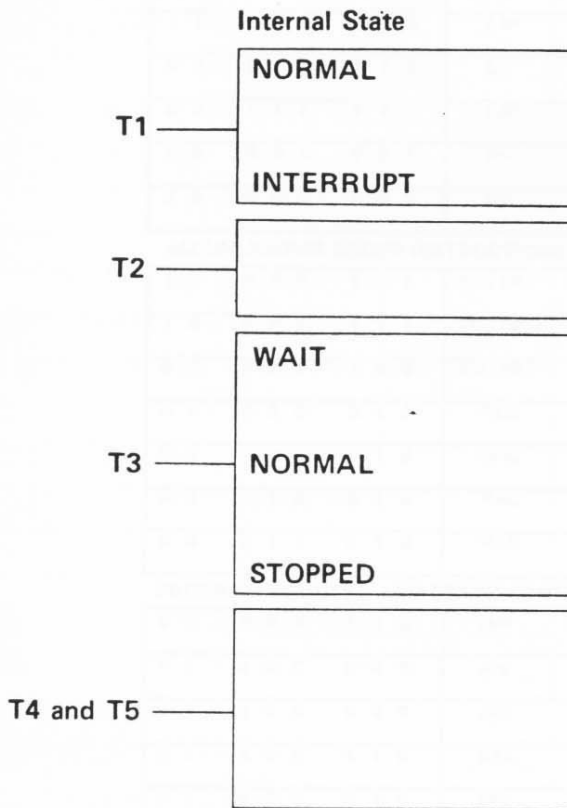 Internal State
NORMAL
T1
INTERRUPT
T2
WAIT
T3
NORMAL
STOPPED
T4 and T5